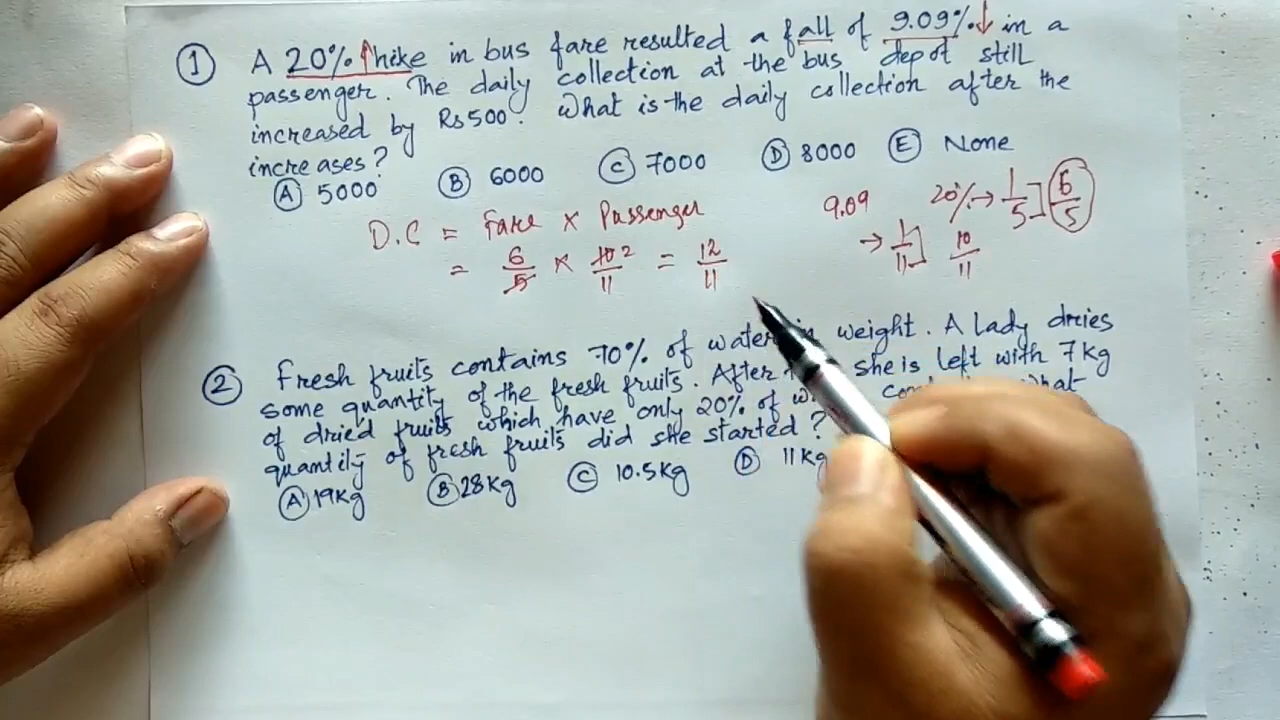 ① A 20% ↑ hike in bus fare resulted a fall of 9.09% ↓ in a
passenger. The daily collection at the bus depot still
increased by Rs 500. What is the daily collection after the
increases?
Ⓐ 5000 Ⓑ 6000 Ⓒ 7000 Ⓓ 8000 Ⓔ None
D.C = Fare × Passenger
= 6/5 × 10/11 2 = 12/11
9.09 → 1/11 ] 10/11
20% → 1/5 ] 6/5
② Fresh fruits contains 70% of water in weight. A lady dries
some quantity of the fresh fruits. After she is left with 7kg
of dried fruits which have only 20% of what
quantity of fresh fruits did she started?
Ⓐ 19kg Ⓑ 28kg Ⓒ 10.5kg Ⓓ 11kg